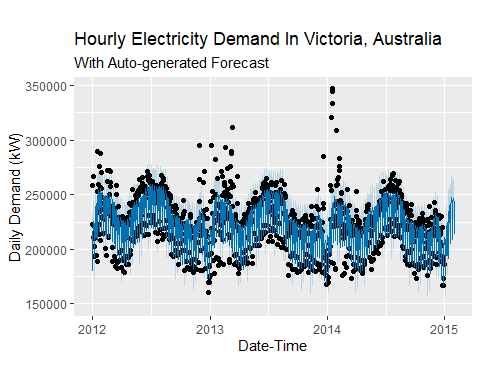 Hourly Electricity Demand In Victoria, Australia
With Auto-generated Forecast
350000
300000
250000
200000
150000
Daily Demand (kW)
2012
2013
2014
2015
Date-Time